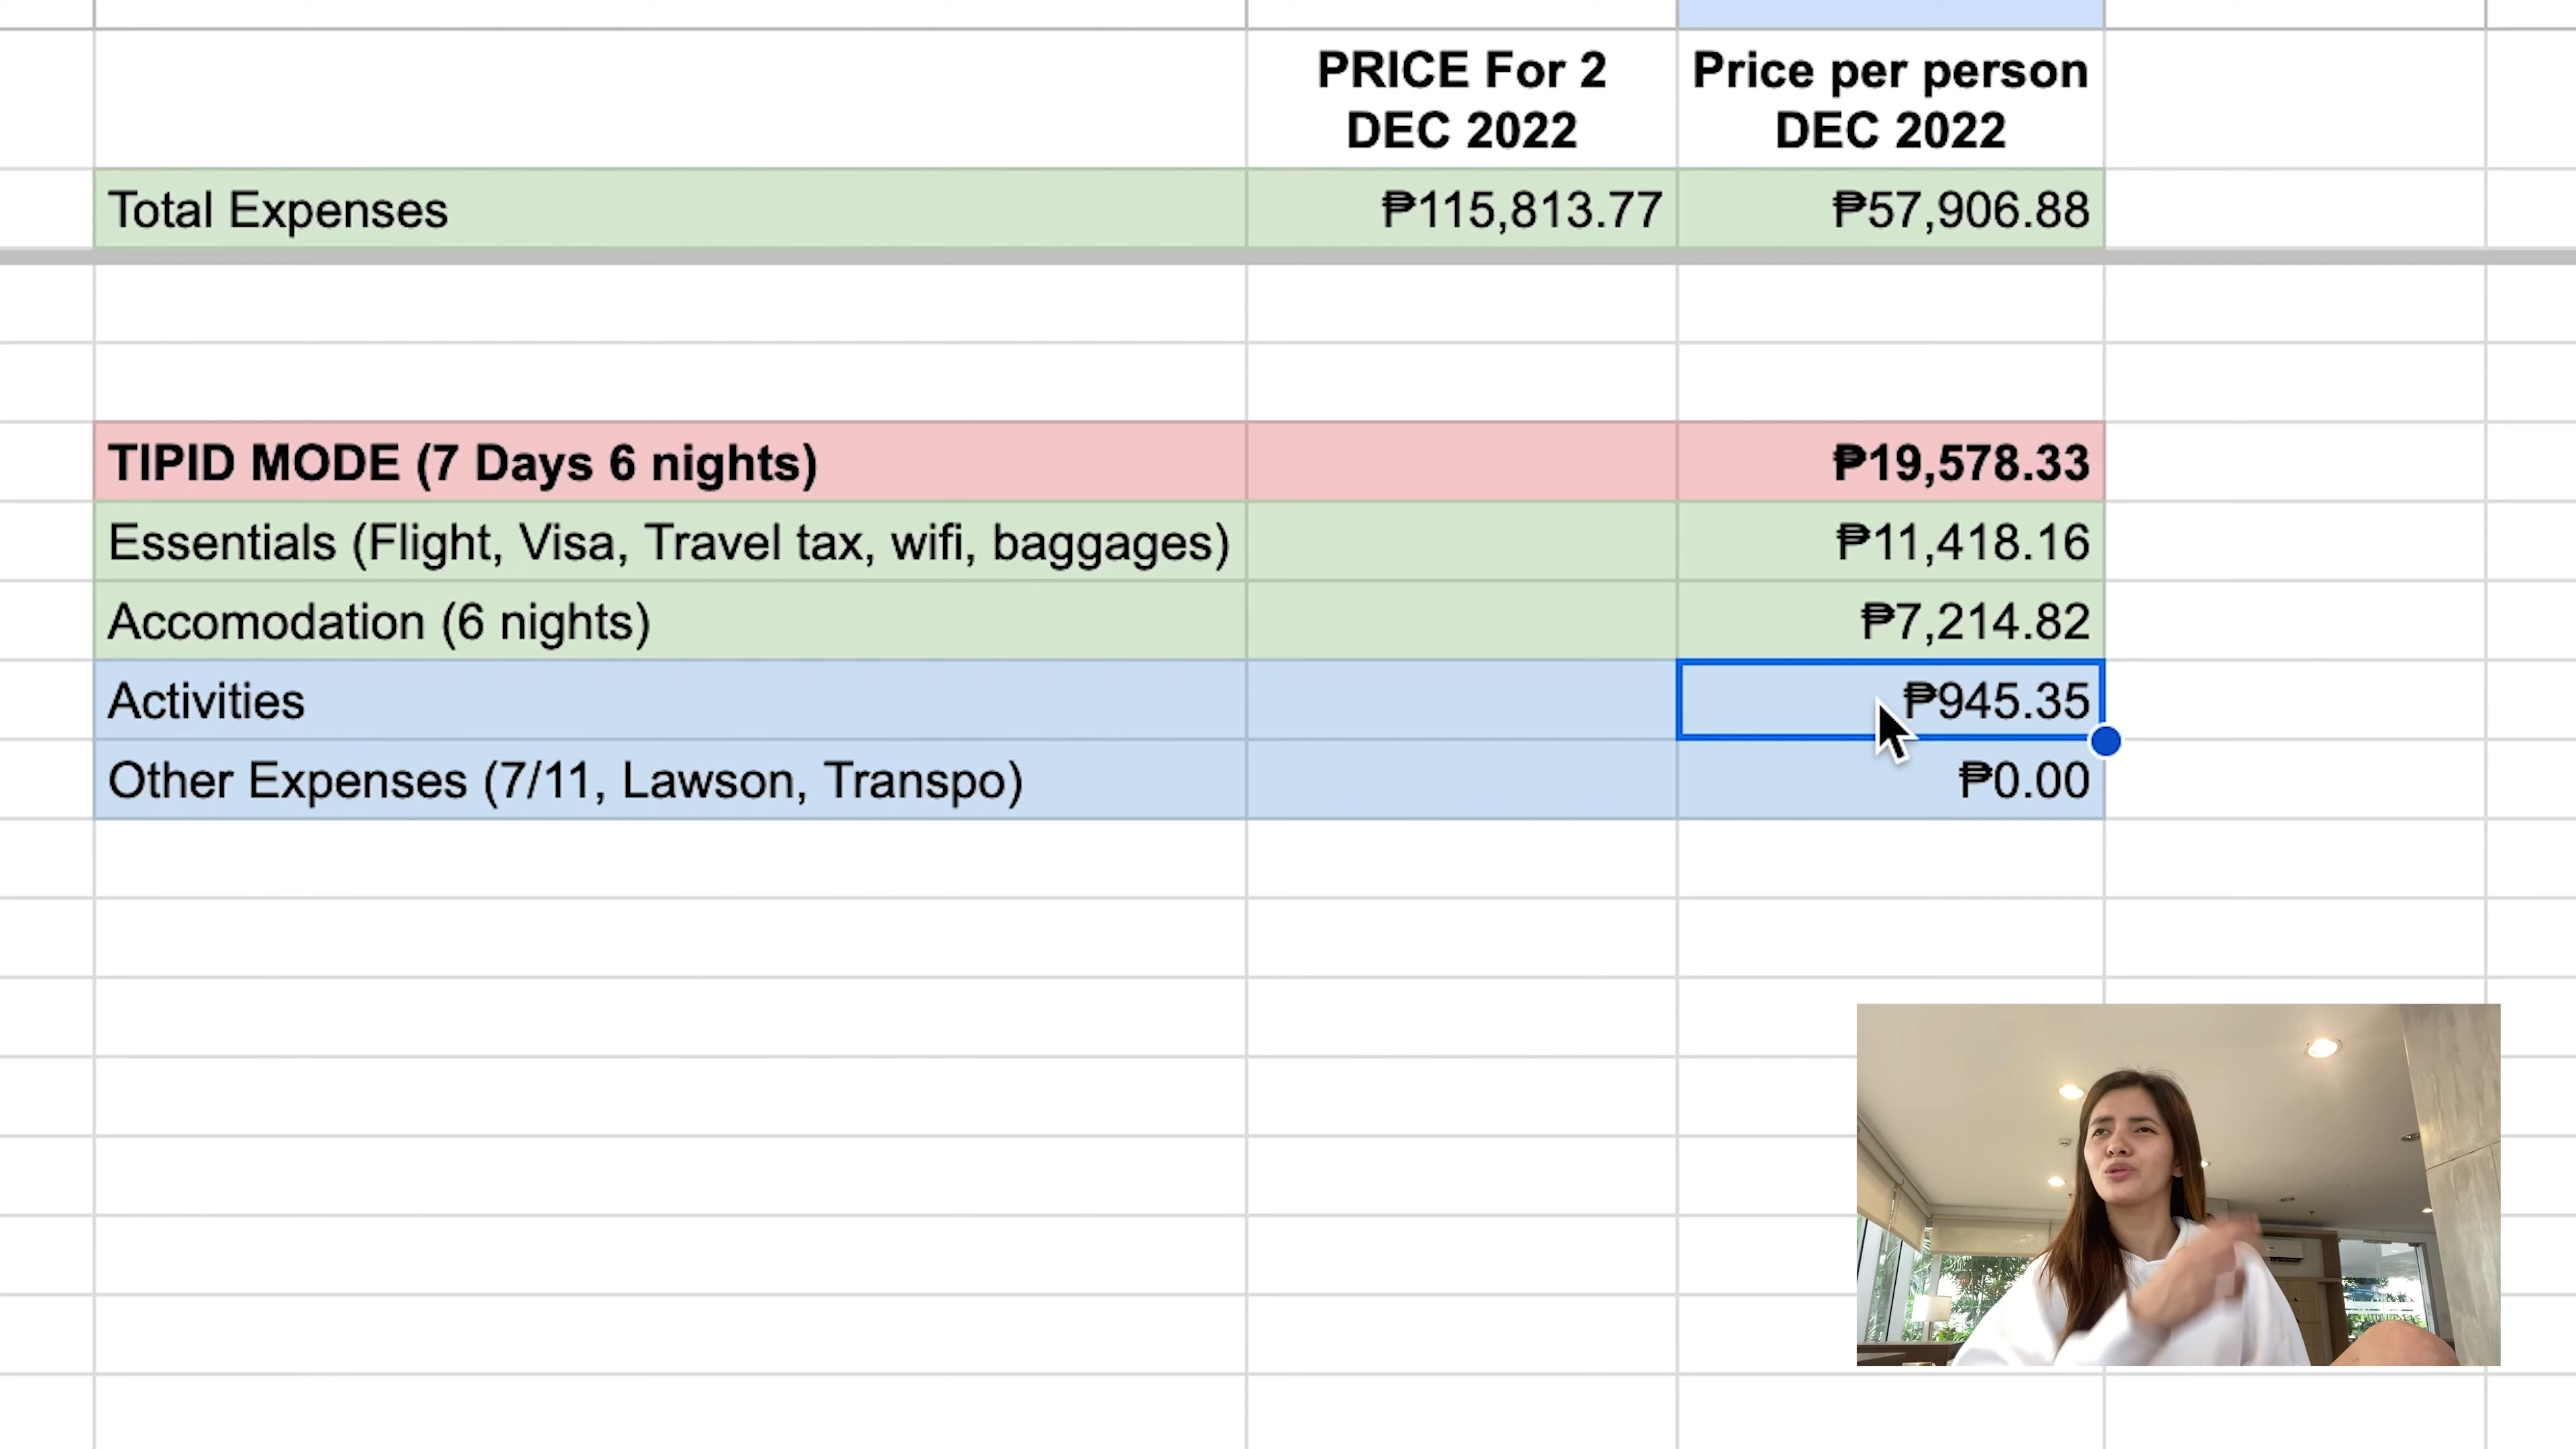 PRICE For 2
DEC 2022
Price per person
DEC 2022
Total Expenses ₱115,813.77 ₱57,906.88
TIPID MODE (7 Days 6 nights) ₱19,578.33
Essentials (Flight, Visa, Travel tax, wifi, baggages) ₱11,418.16
Accomodation (6 nights) ₱7,214.82
Activities ₱945.35
Other Expenses (7/11, Lawson, Transpo) ₱0.00